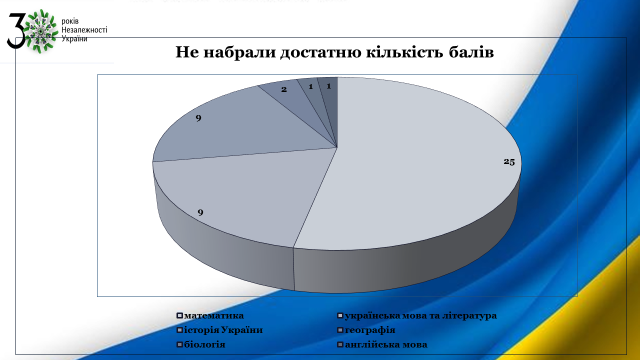 30 років
Незалежності
України
Не набрали достатню кількість балів
1
1
2
9
25
9
математика
українська мова та література
історія України
географія
біологія
англійська мова